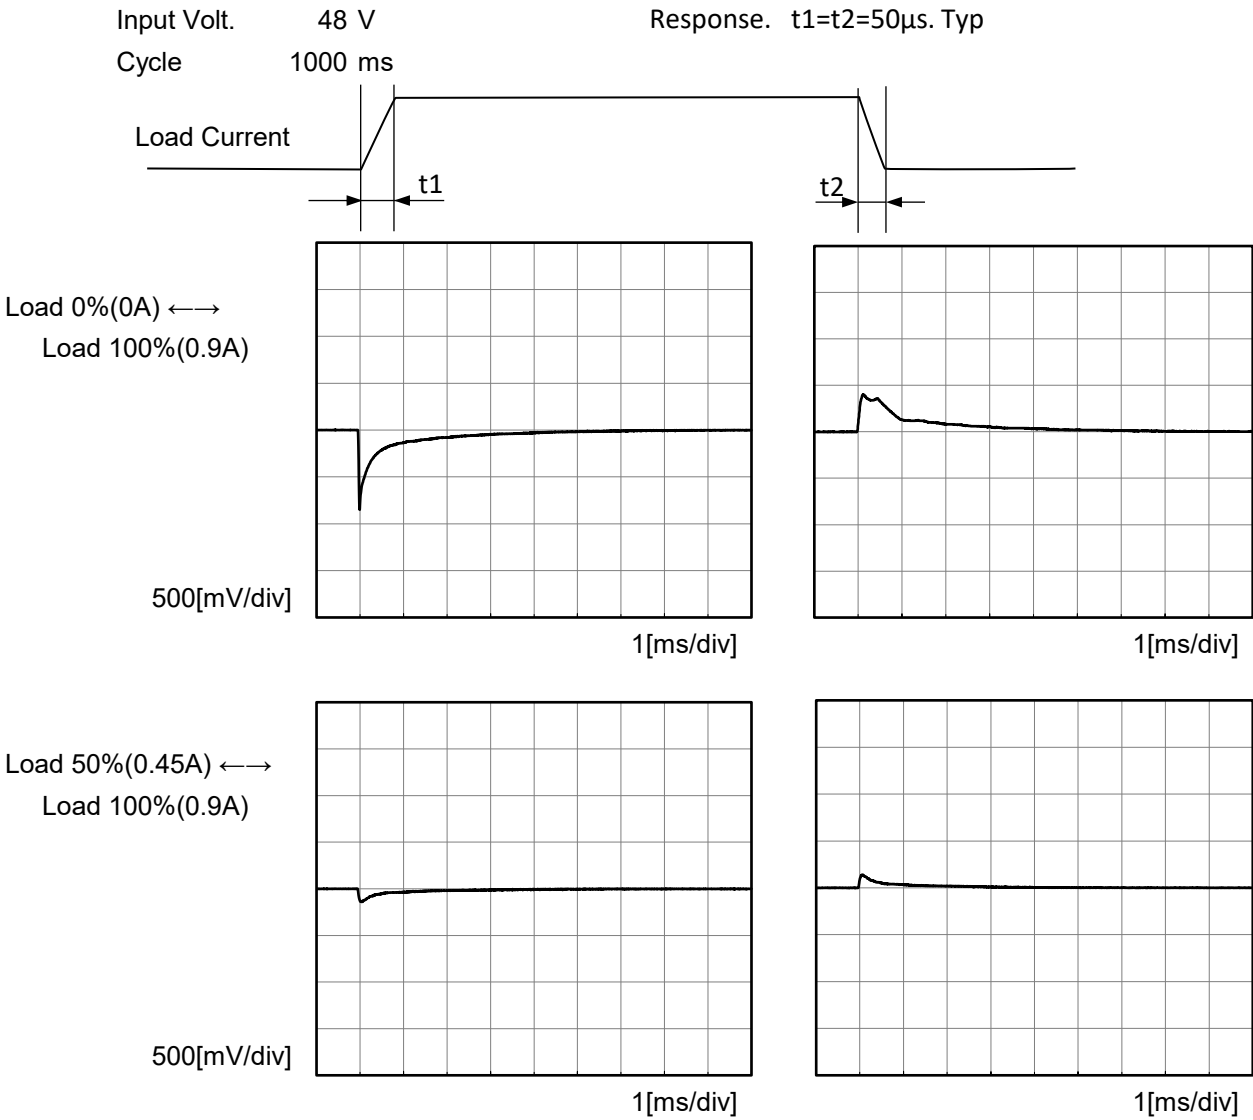 Input Volt. 48 V Response. t1=t2=50µs. Typ
Cycle 1000 ms
Load Current
t1
t2
Load 0%(0A) ←→
Load 100%(0.9A)
500[mV/div]
1[ms/div]
1[ms/div]
Load 50%(0.45A) ←→
Load 100%(0.9A)
500[mV/div]
1[ms/div]
1[ms/div]